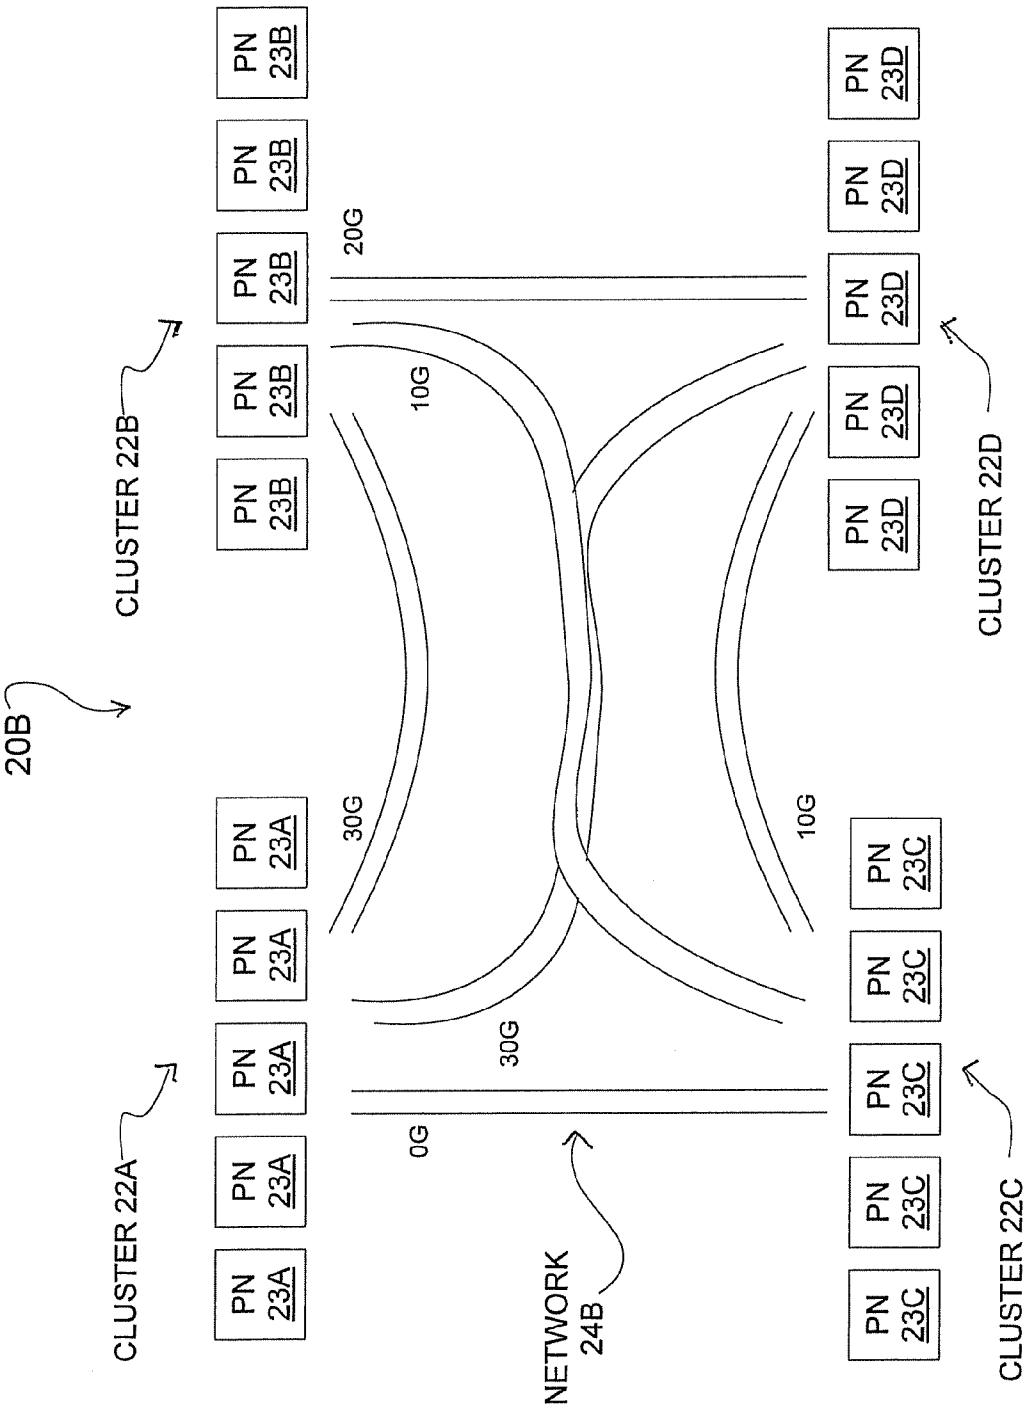 20B
CLUSTER 22A
CLUSTER 22B
PN
23A
PN
23A
PN
23A
PN
23A
PN
23A
PN
23B
PN
23B
PN
23B
PN
23B
PN
23B
30G
20G
0G
10G
30G
NETWORK
24B
10G
PN
23C
PN
23C
PN
23C
PN
23C
PN
23C
PN
23D
PN
23D
PN
23D
PN
23D
PN
23D
CLUSTER 22C
CLUSTER 22D